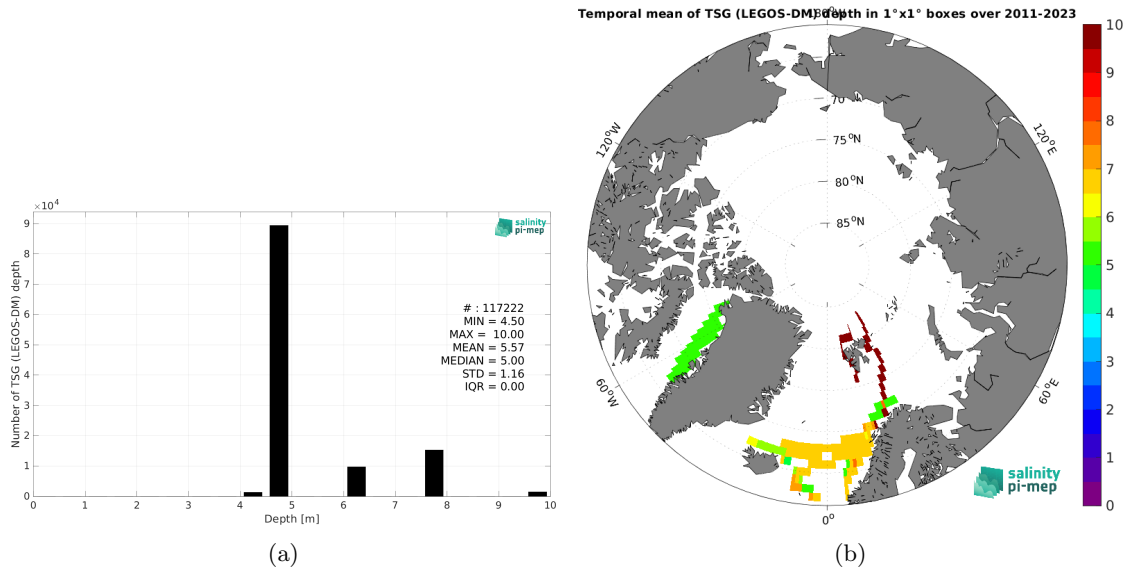 ×10⁴
9
8
7
6
5
4
3
2
1
0
Number of TSG (LEGOS-DM) depth
salinity
pi-mep
# : 117222
MIN = 4.50
MAX = 10.00
MEAN = 5.57
MEDIAN = 5.00
STD = 1.16
IQR = 0.00
0 1 2 3 4 5 6 7 8 9 10
Depth [m]
(a)
Temporal mean of TSG (LEGOS-DM) depth in 1°x1° boxes over 2011-2023
120°W
120°E
70
75°N
80°N
85°N
60°W
60°E
0°
10
9
8
7
6
5
4
3
2
1
0
salinity
pi-mep
(b)